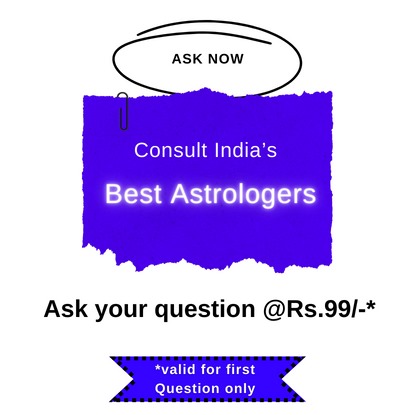 ASK NOW
Consult India’s
Best Astrologers
Ask your question @Rs.99/-*
*valid for first
Question only